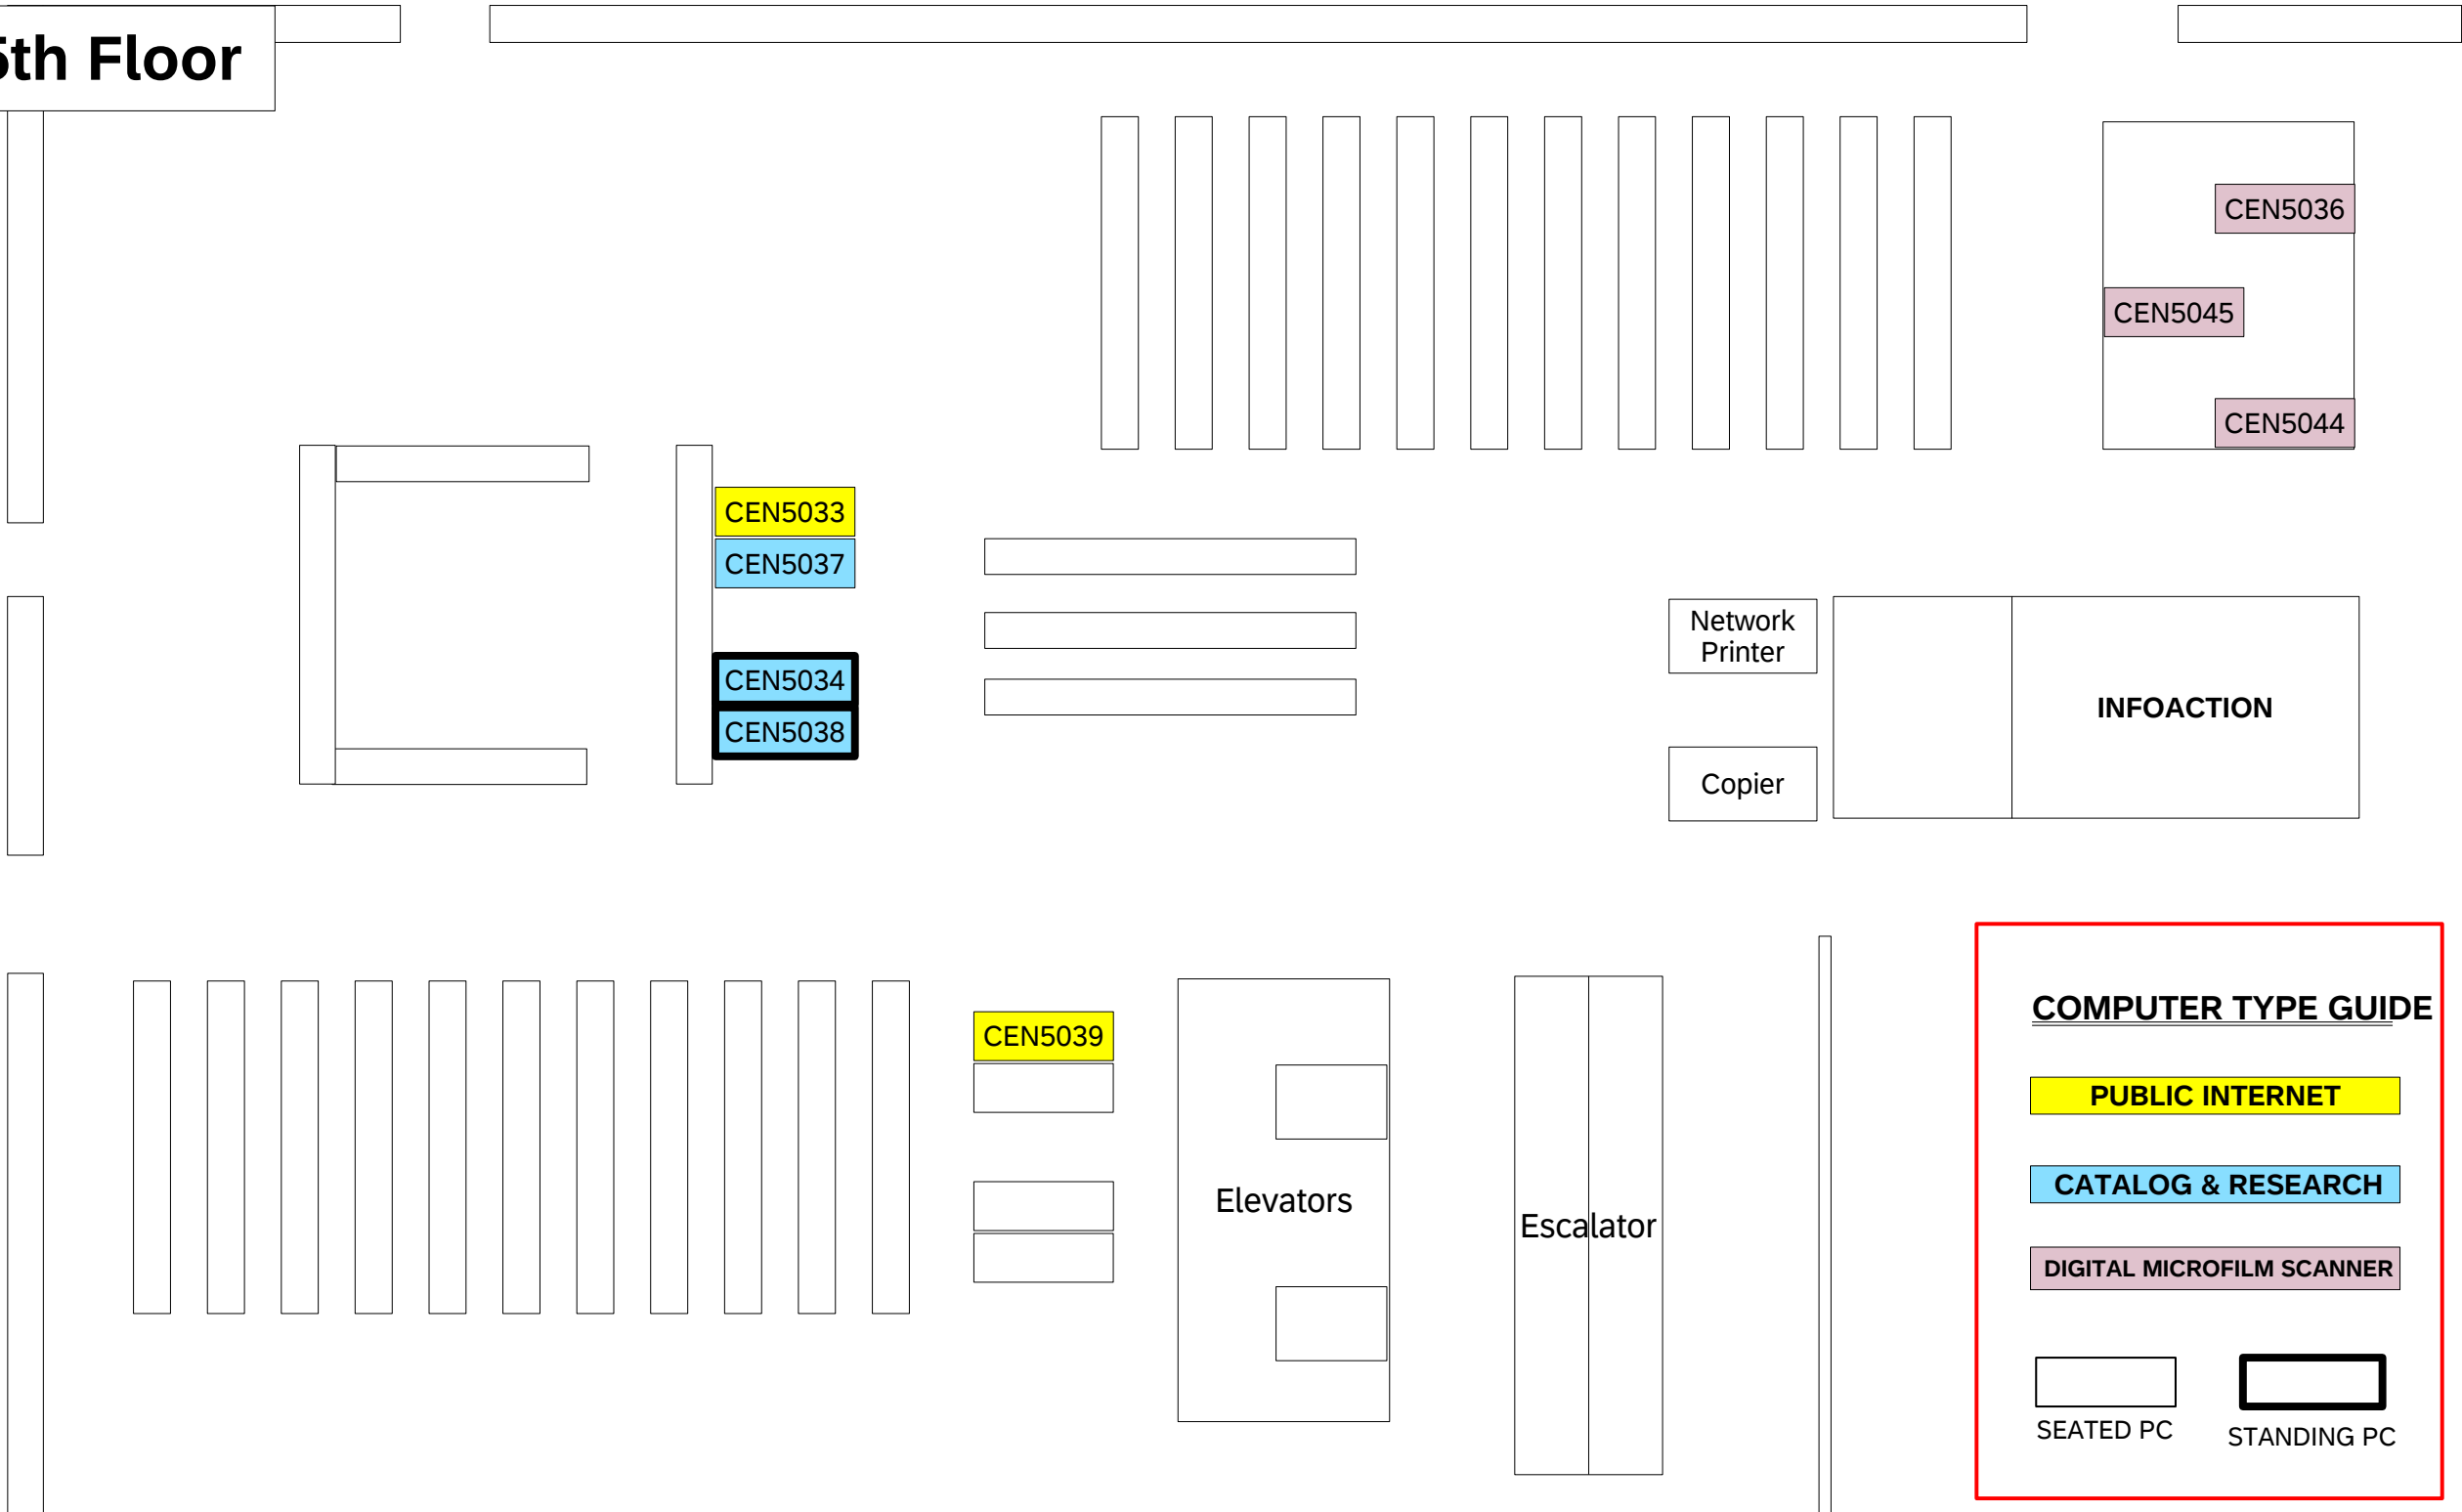 5th Floor
CEN5036
CEN5045
CEN5044
CEN5033
CEN5037
CEN5034
CEN5038
Network
Printer
INFOACTION
Copier
CEN5039
Elevators
Escalator
COMPUTER TYPE GUIDE
PUBLIC INTERNET
CATALOG & RESEARCH
DIGITAL MICROFILM SCANNER
SEATED PC
STANDING PC